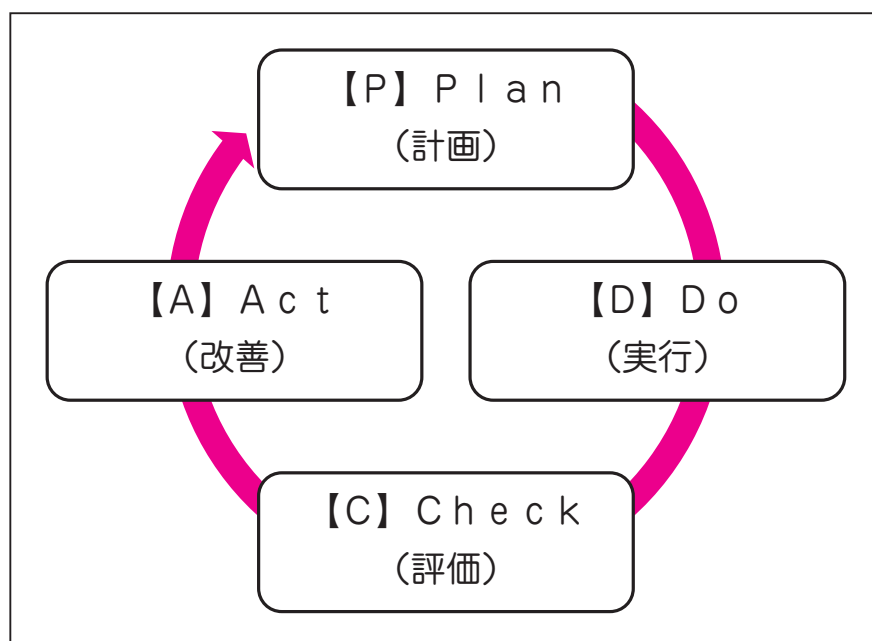 【P】Plan
(計画)
【A】Act
(改善)
【D】Do
(実行)
【C】Check
(評価)